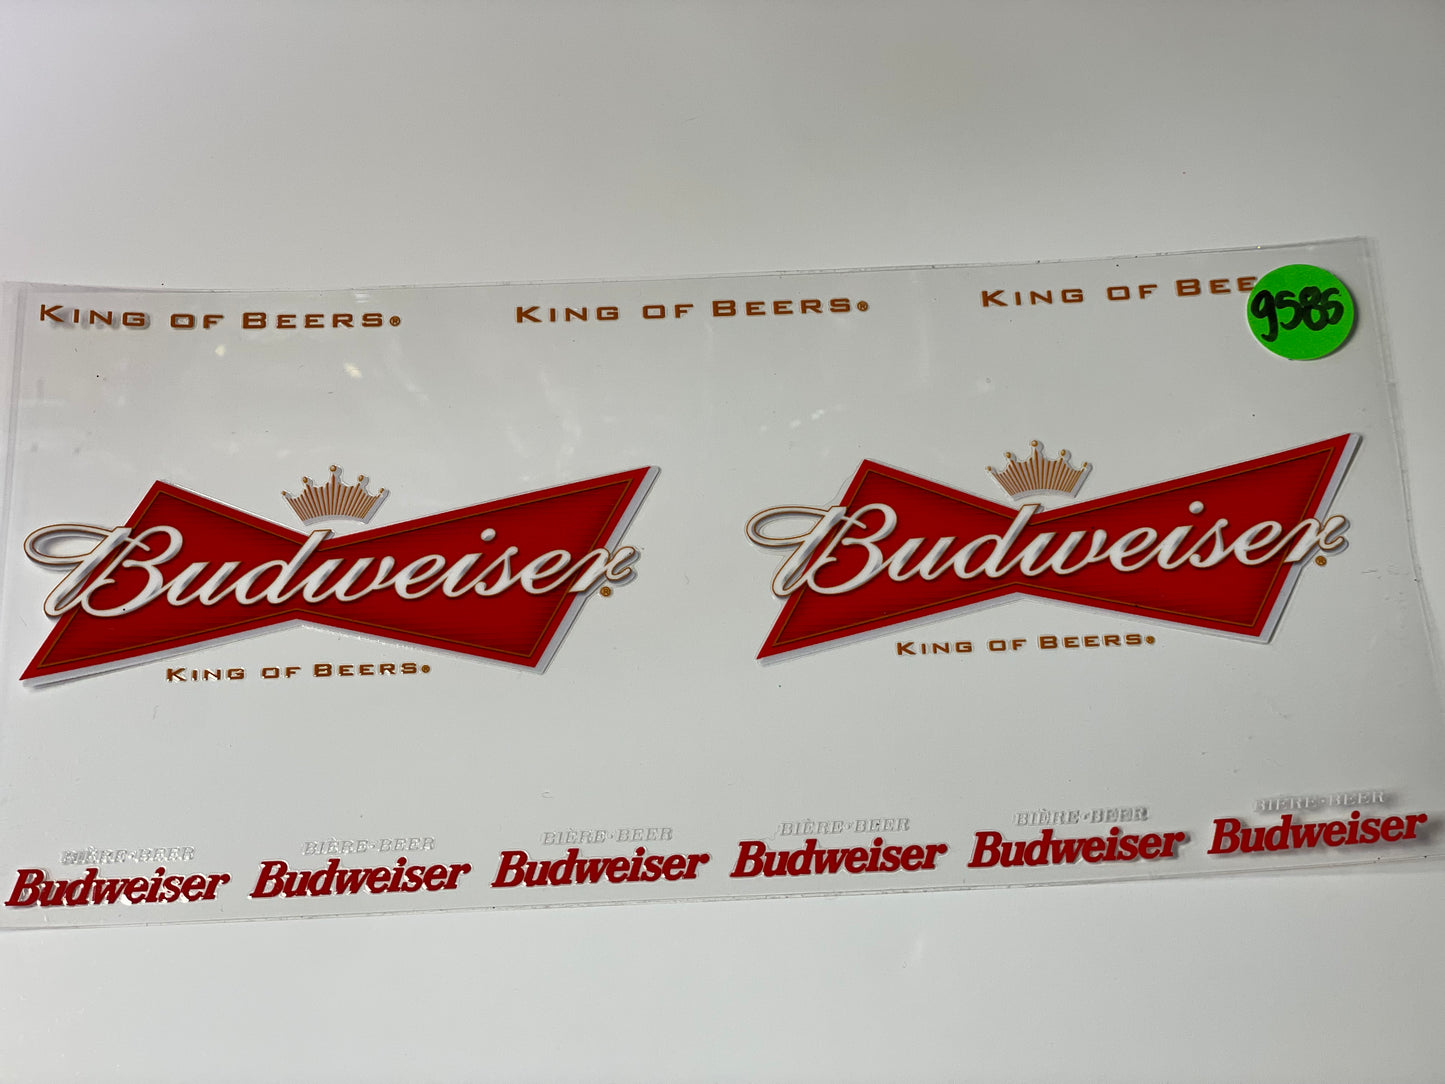 KING OF BEERS® KING OF BEERS® KING OF BEE
9585
Budweiser® Budweiser®
KING OF BEERS® KING OF BEERS®
BIÈRE·BEER BIÈRE·BEER BIÈRE·BEER BIÈRE·BEER BIÈRE·BEER BIÈRE·BEER
Budweiser Budweiser Budweiser Budweiser Budweiser Budweiser